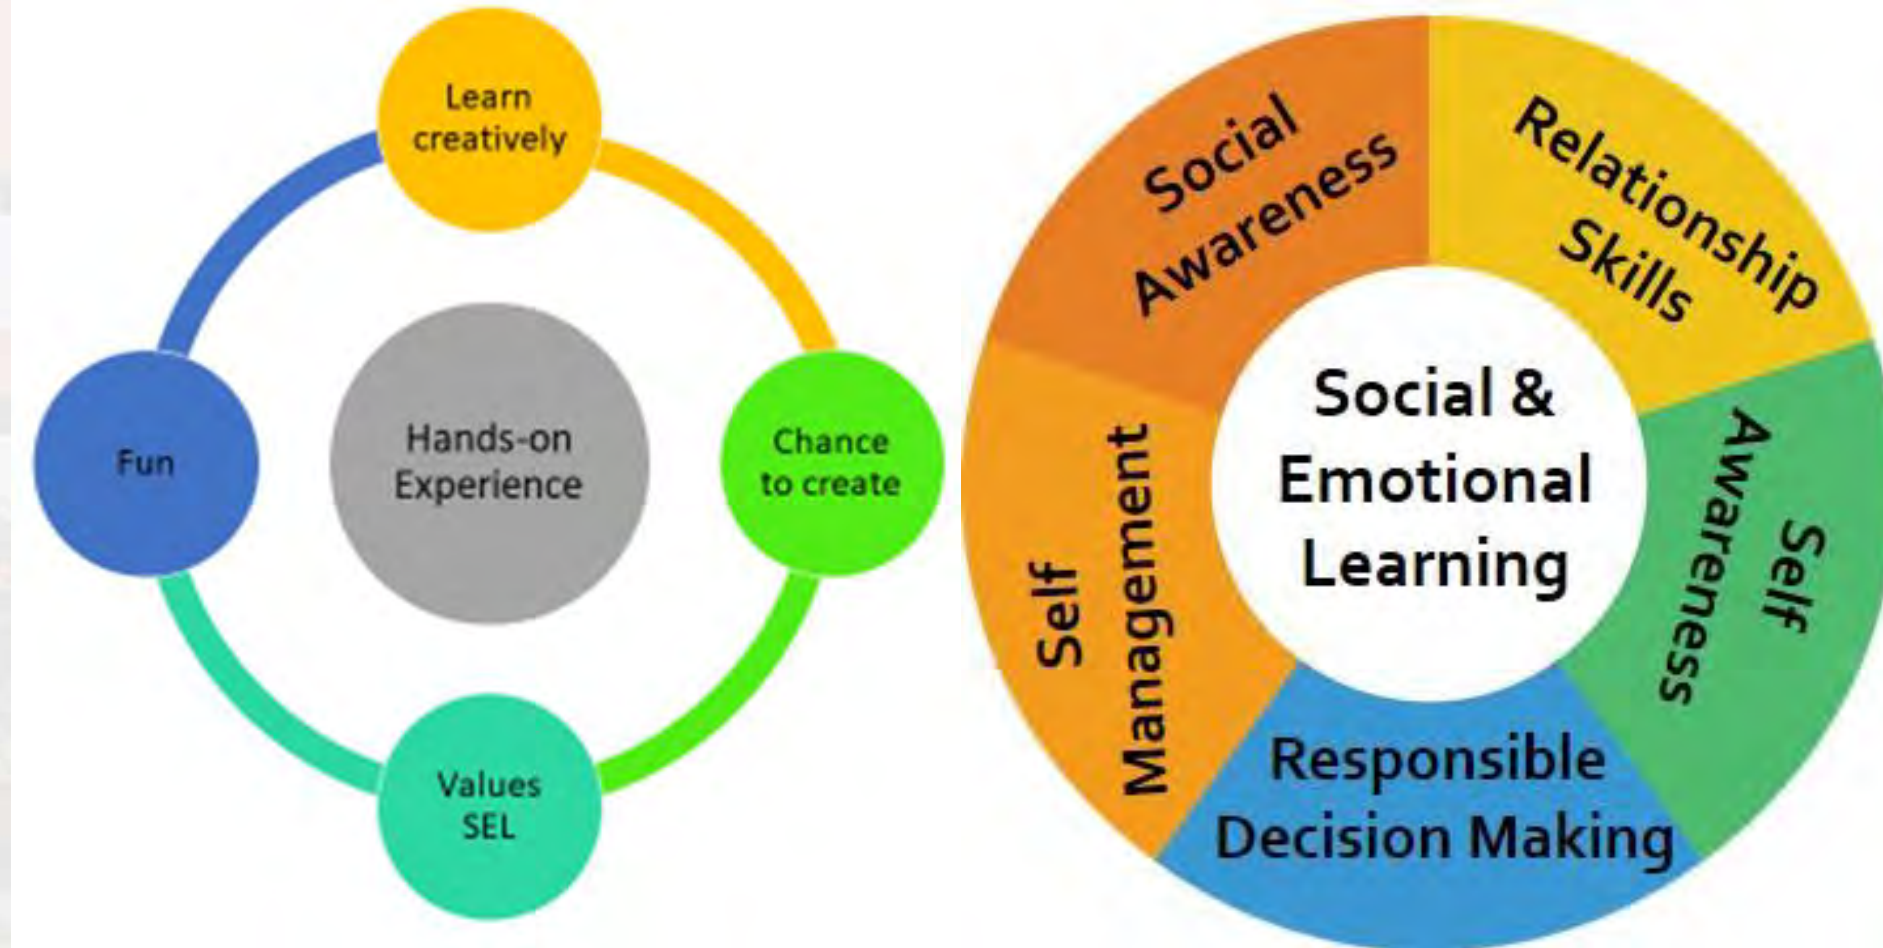 Learn
creatively
Fun
Hands-on
Experience
Chance
to create
Values
SEL
Social
Awareness
Relationship
Skills
Social &
Emotional
Learning
Self
Awareness
Self
Management
Responsible
Decision Making